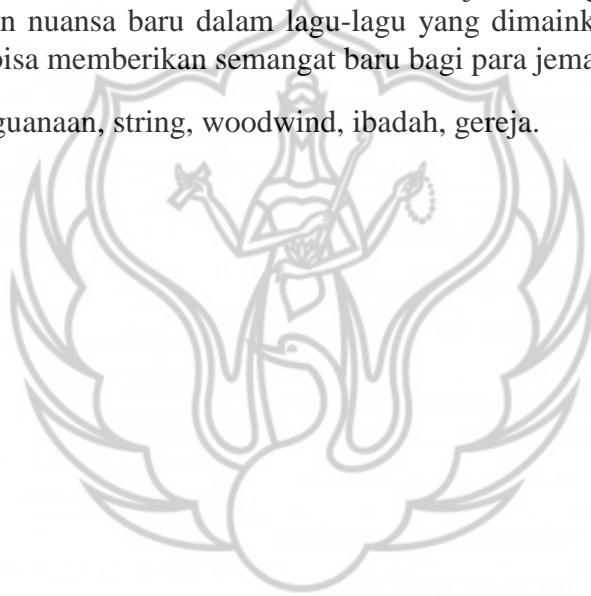 n nuansa baru dalam lagu-lagu yang dimaink
bisa memberikan semangat baru bagi para jema
guanaan, string, woodwind, ibadah, gereja.